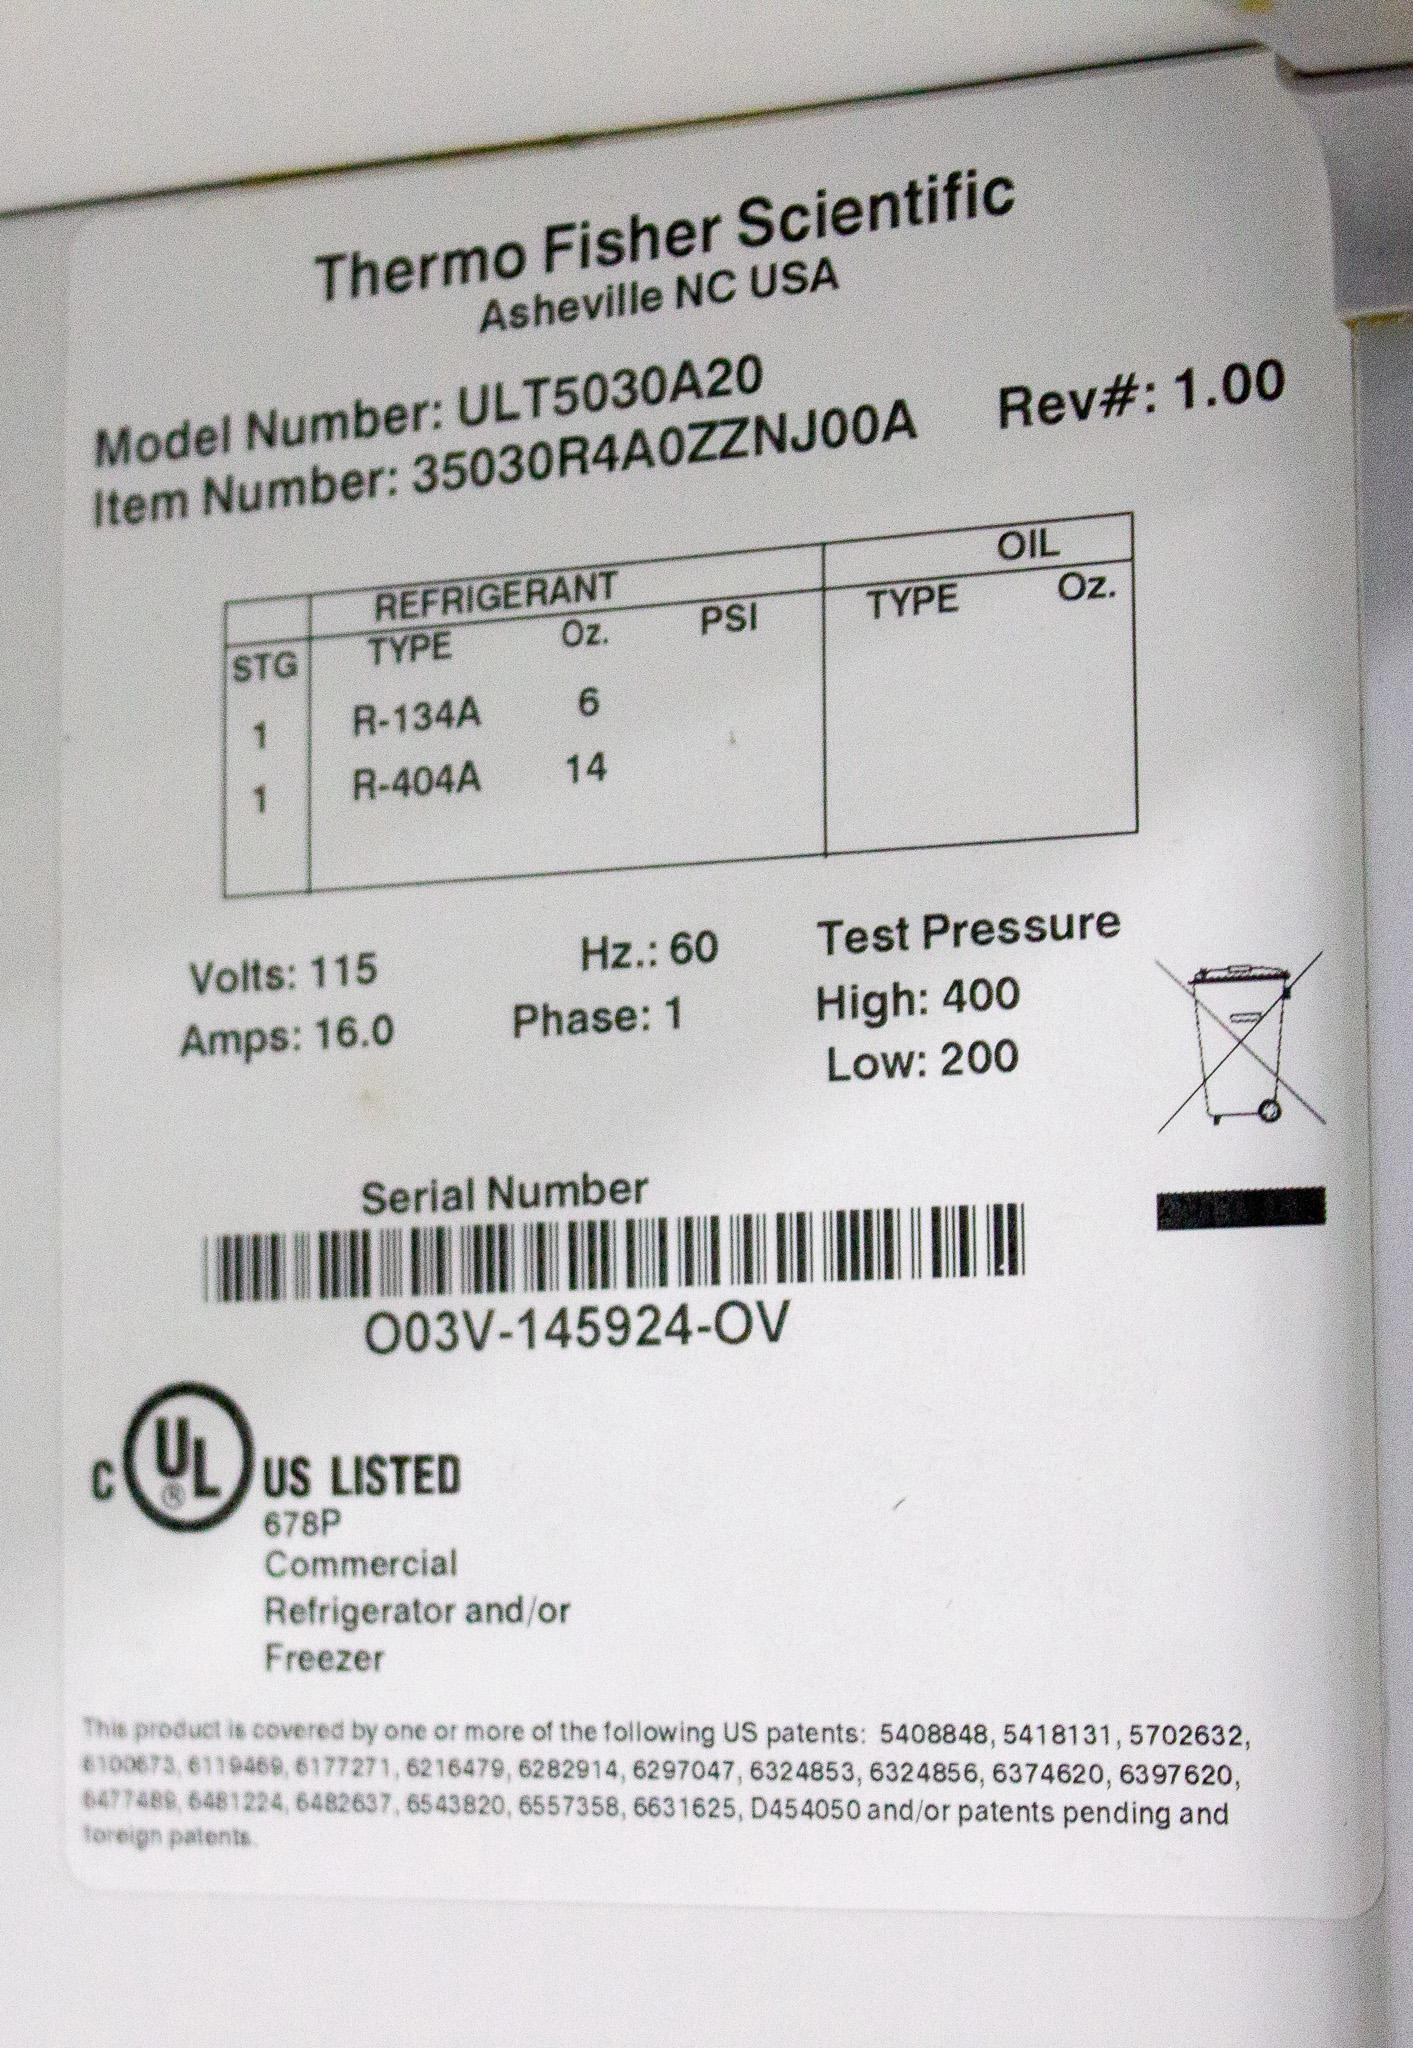 Thermo Fisher Scientific
Asheville NC USA
Model Number: ULT5030A20
Item Number: 35030R4A0ZZNJ00A Rev#: 1.00
REFRIGERANT OIL
STG TYPE Oz. PSI TYPE Oz.
1 R-134A 6
1 R-404A 14
Volts: 115 Hz.: 60 Test Pressure
Amps: 16.0 Phase: 1 High: 400
Low: 200
Serial Number
O03V-145924-OV
C UL ® US LISTED
678P
Commercial
Refrigerator and/or
Freezer
This product is covered by one or more of the following US patents: 5408848, 5418131, 5702632,
6100673, 6119469, 6177271, 6216479, 6282914, 6297047, 6324853, 6324856, 6374620, 6397620,
6477489, 6481224, 6482637, 6543820, 6557358, 6631625, D454050 and/or patents pending and
foreign patents.